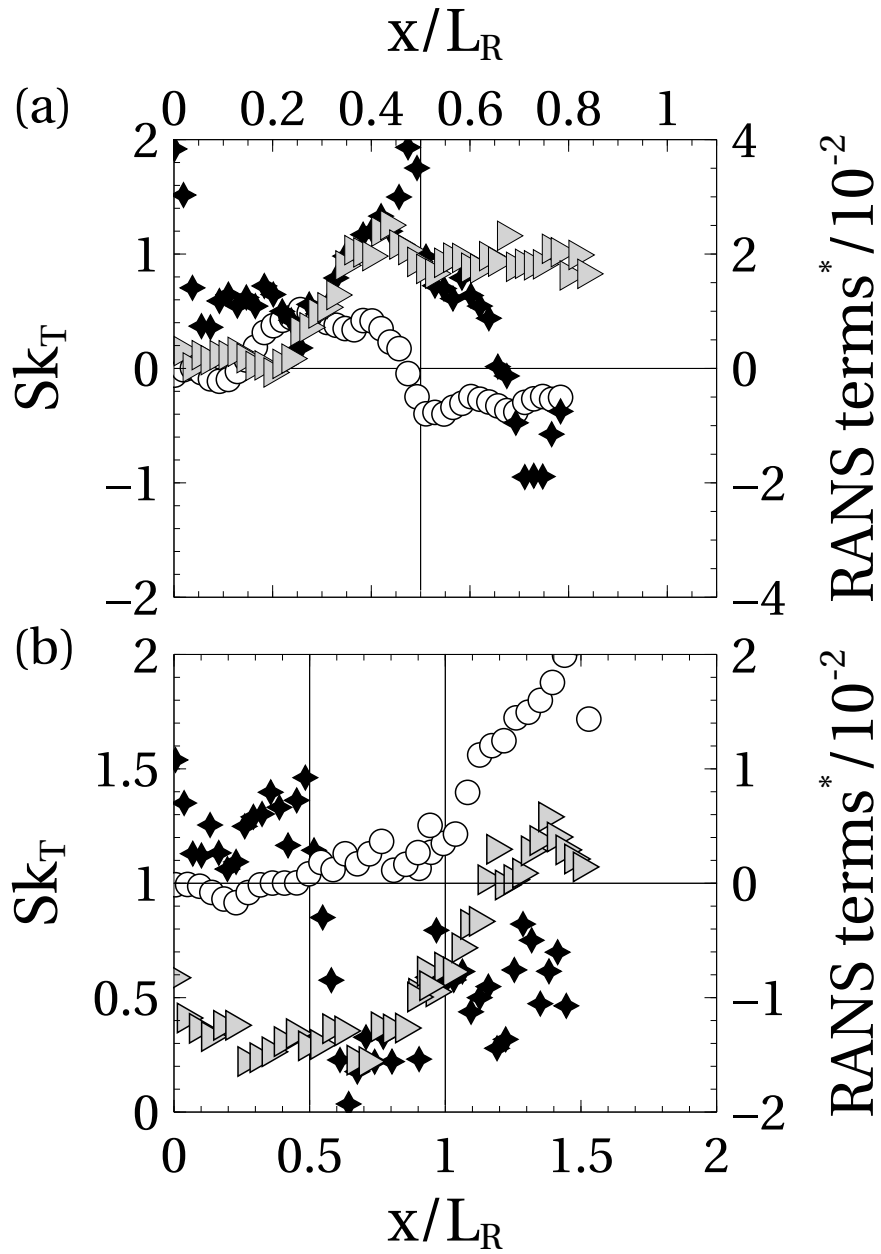 x/L_R
(a)
0 0.2 0.4 0.6 0.8 1
2 4
1 2
0 0
−1 −2
−2 −4
Sk_T
RANS terms^*/10^-2
(b)
2 2
1.5 1
1 0
0.5 −1
0 −2
Sk_T
RANS terms^*/10^-2
0 0.5 1 1.5 2
x/L_R